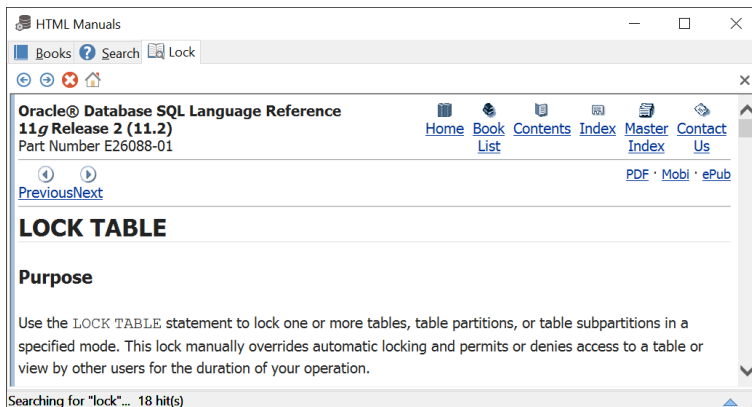 HTML Manuals
Books Search Lock
Oracle® Database SQL Language Reference
11g Release 2 (11.2)
Part Number E26088-01
Home Book List Contents Index Master Index Contact Us
Previous Next
PDF · Mobi · ePub
LOCK TABLE
Purpose
Use the LOCK TABLE statement to lock one or more tables, table partitions, or table subpartitions in a
specified mode. This lock manually overrides automatic locking and permits or denies access to a table or
view by other users for the duration of your operation.
Searching for "lock"... 18 hit(s)